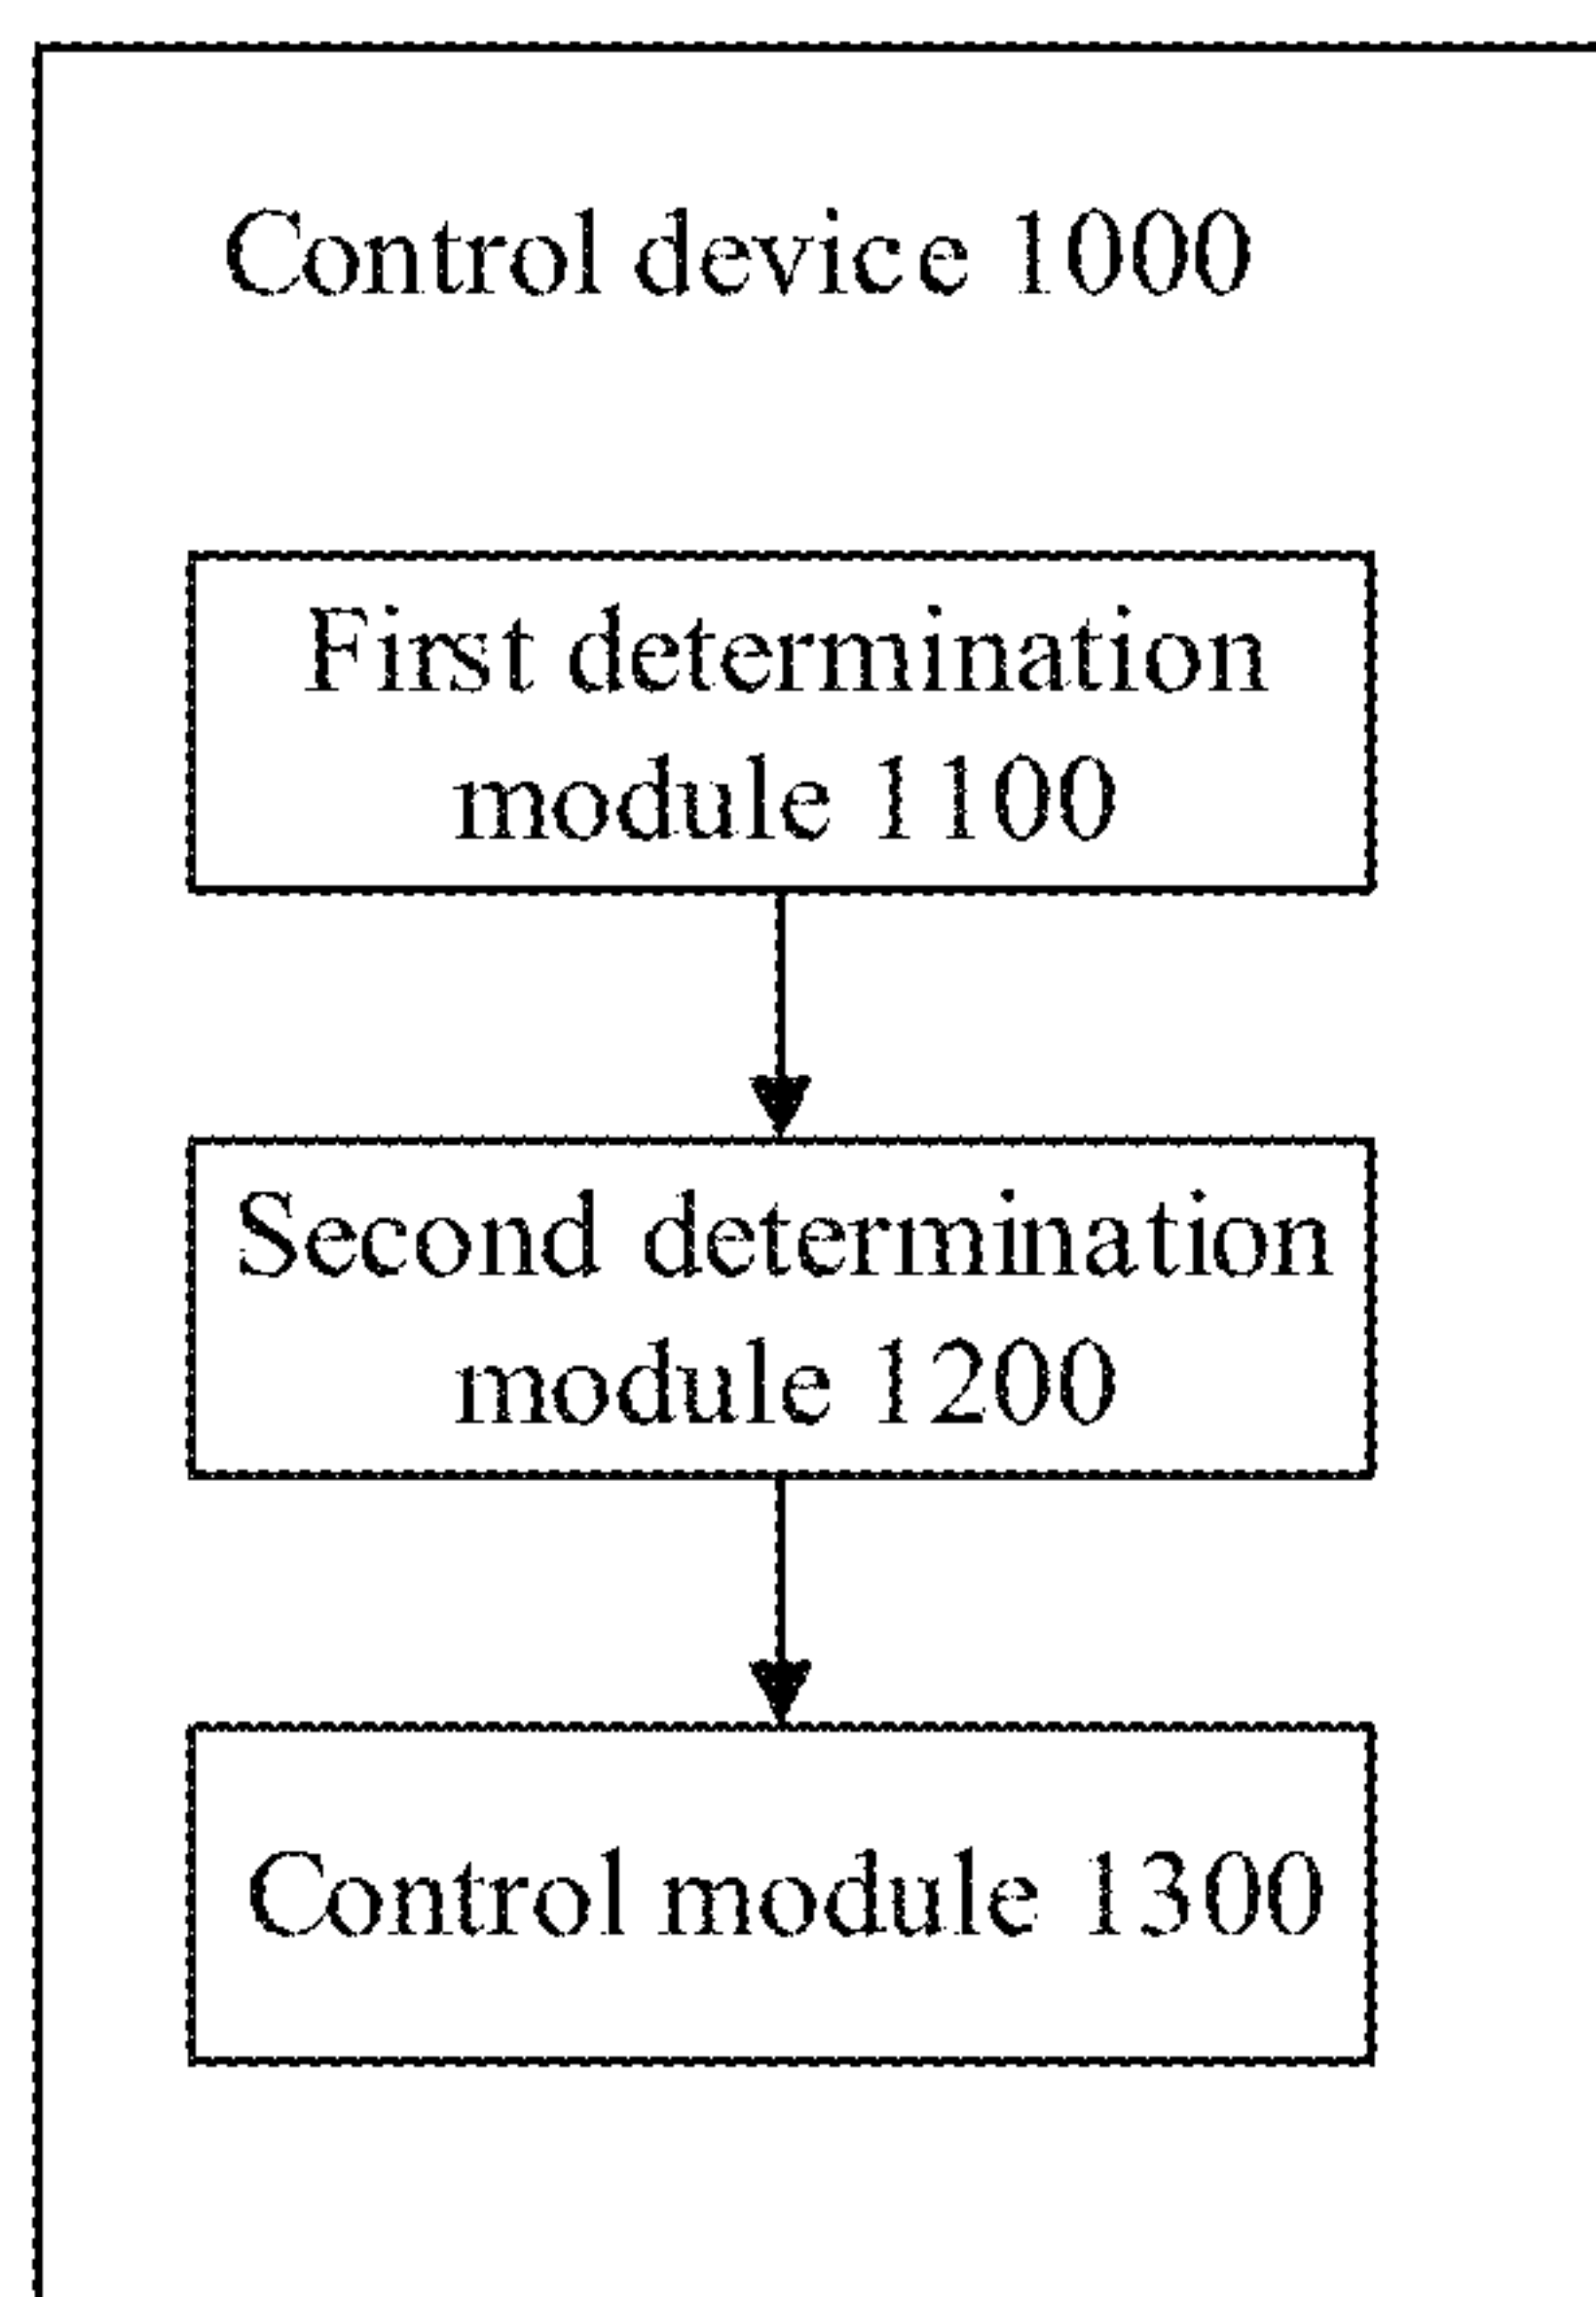 Control device 1000
First determination
module 1100
Second determination
module 1200
Control module 1300